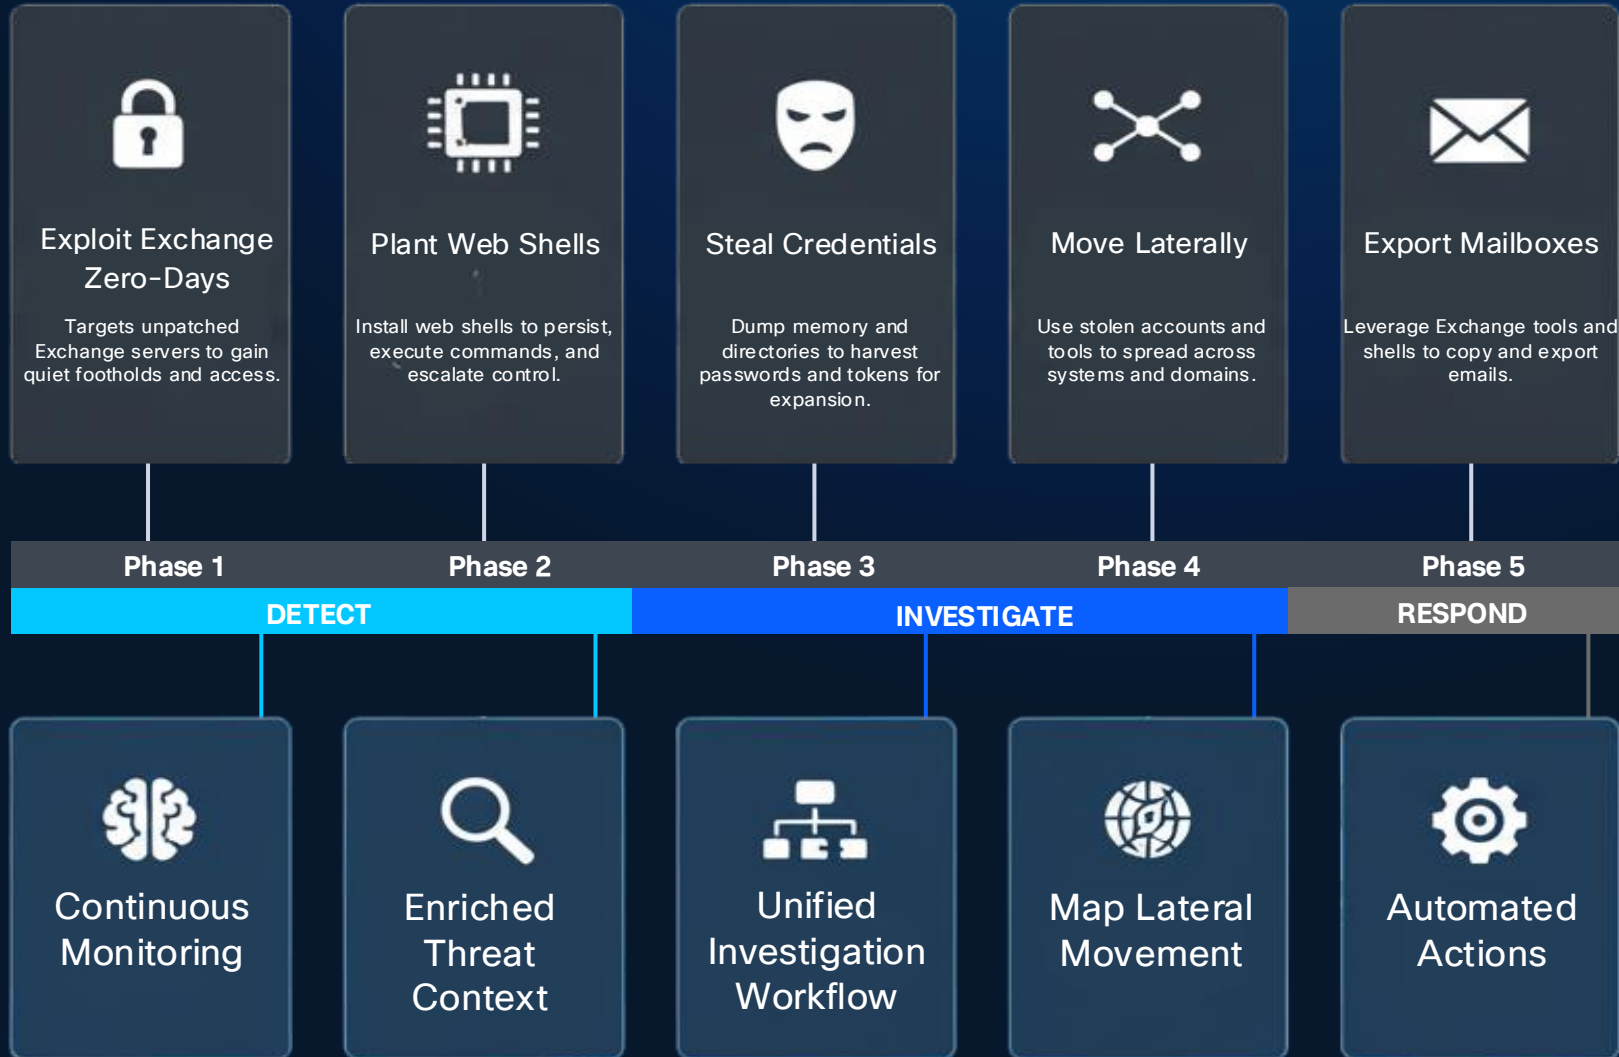 Exploit Exchange
Zero-Days
Targets unpatched
Exchange servers to gain
quiet footholds and access.
Plant Web Shells
Install web shells to persist,
execute commands, and
escalate control.
Steal Credentials
Dump memory and
directories to harvest
passwords and tokens for
expansion.
Move Laterally
Use stolen accounts and
tools to spread across
systems and domains.
Export Mailboxes
Leverage Exchange tools and
shells to copy and export
emails.
Phase 1
Phase 2
Phase 3
Phase 4
Phase 5
DETECT
INVESTIGATE
RESPOND
Continuous
Monitoring
Enriched
Threat
Context
Unified
Investigation
Workflow
Map Lateral
Movement
Automated
Actions